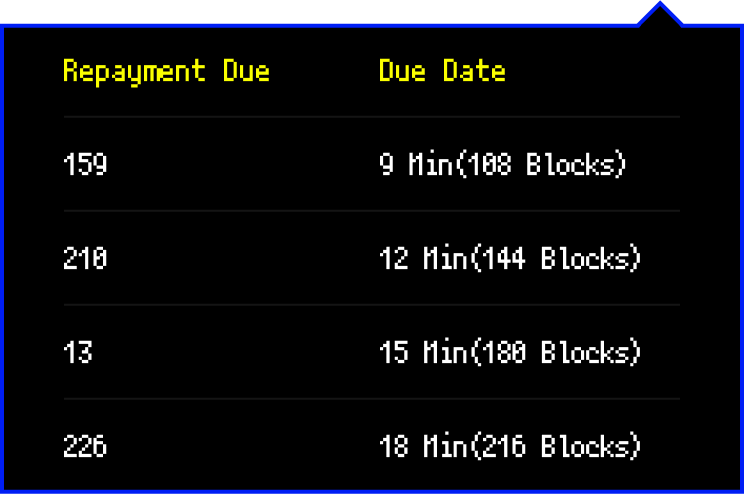 Repayment Due Due Date
159 9 Min(108 Blocks)
210 12 Min(144 Blocks)
13 15 Min(180 Blocks)
226 18 Min(216 Blocks)